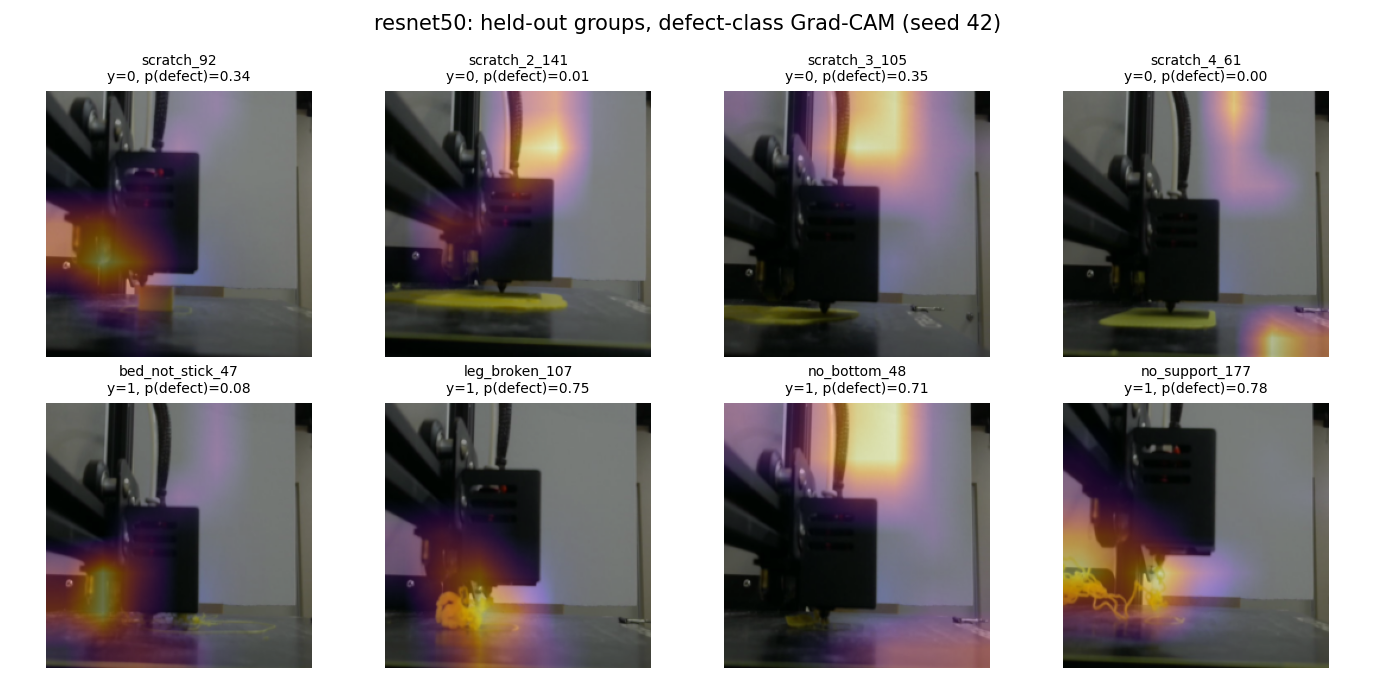 resnet50: held-out groups, defect-class Grad-CAM (seed 42)
scratch_92
y=0, p(defect)=0.34
scratch_2_141
y=0, p(defect)=0.01
scratch_3_105
y=0, p(defect)=0.35
scratch_4_61
y=0, p(defect)=0.00
bed_not_stick_47
y=1, p(defect)=0.08
leg_broken_107
y=1, p(defect)=0.75
no_bottom_48
y=1, p(defect)=0.71
no_support_177
y=1, p(defect)=0.78